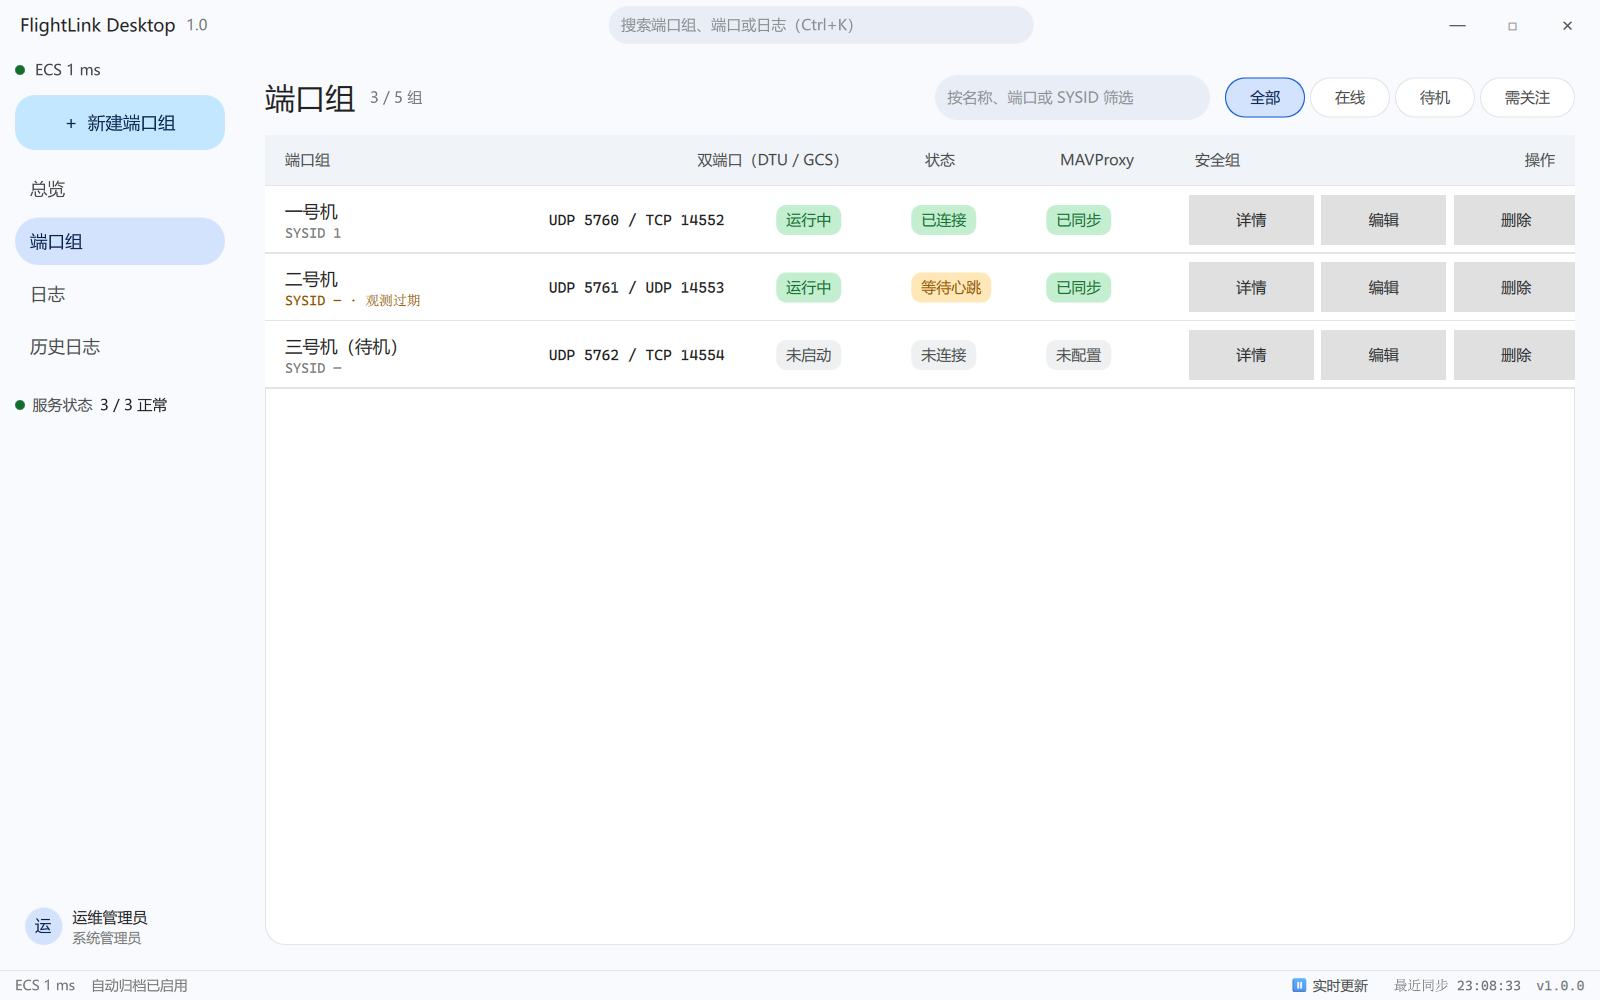 FlightLink Desktop 1.0
搜索端口组、端口或日志（Ctrl+K）
ECS 1 ms
+ 新建端口组
总览
端口组
日志
历史日志
服务状态 3 / 3 正常
端口组 3 / 5 组
按名称、端口或 SYSID 筛选
全部 在线 待机 需关注
端口组 双端口（DTU / GCS） 状态 MAVProxy 安全组 操作
一号机
SYSID 1
UDP 5760 / TCP 14552 运行中 已连接 已同步 详情 编辑 删除
二号机
SYSID — · 观测过期
UDP 5761 / UDP 14553 运行中 等待心跳 已同步 详情 编辑 删除
三号机（待机）
SYSID —
UDP 5762 / TCP 14554 未启动 未连接 未配置 详情 编辑 删除
运 运维管理员
系统管理员
ECS 1 ms 自动归档已启用
实时更新 最近同步 23:08:33 v1.0.0